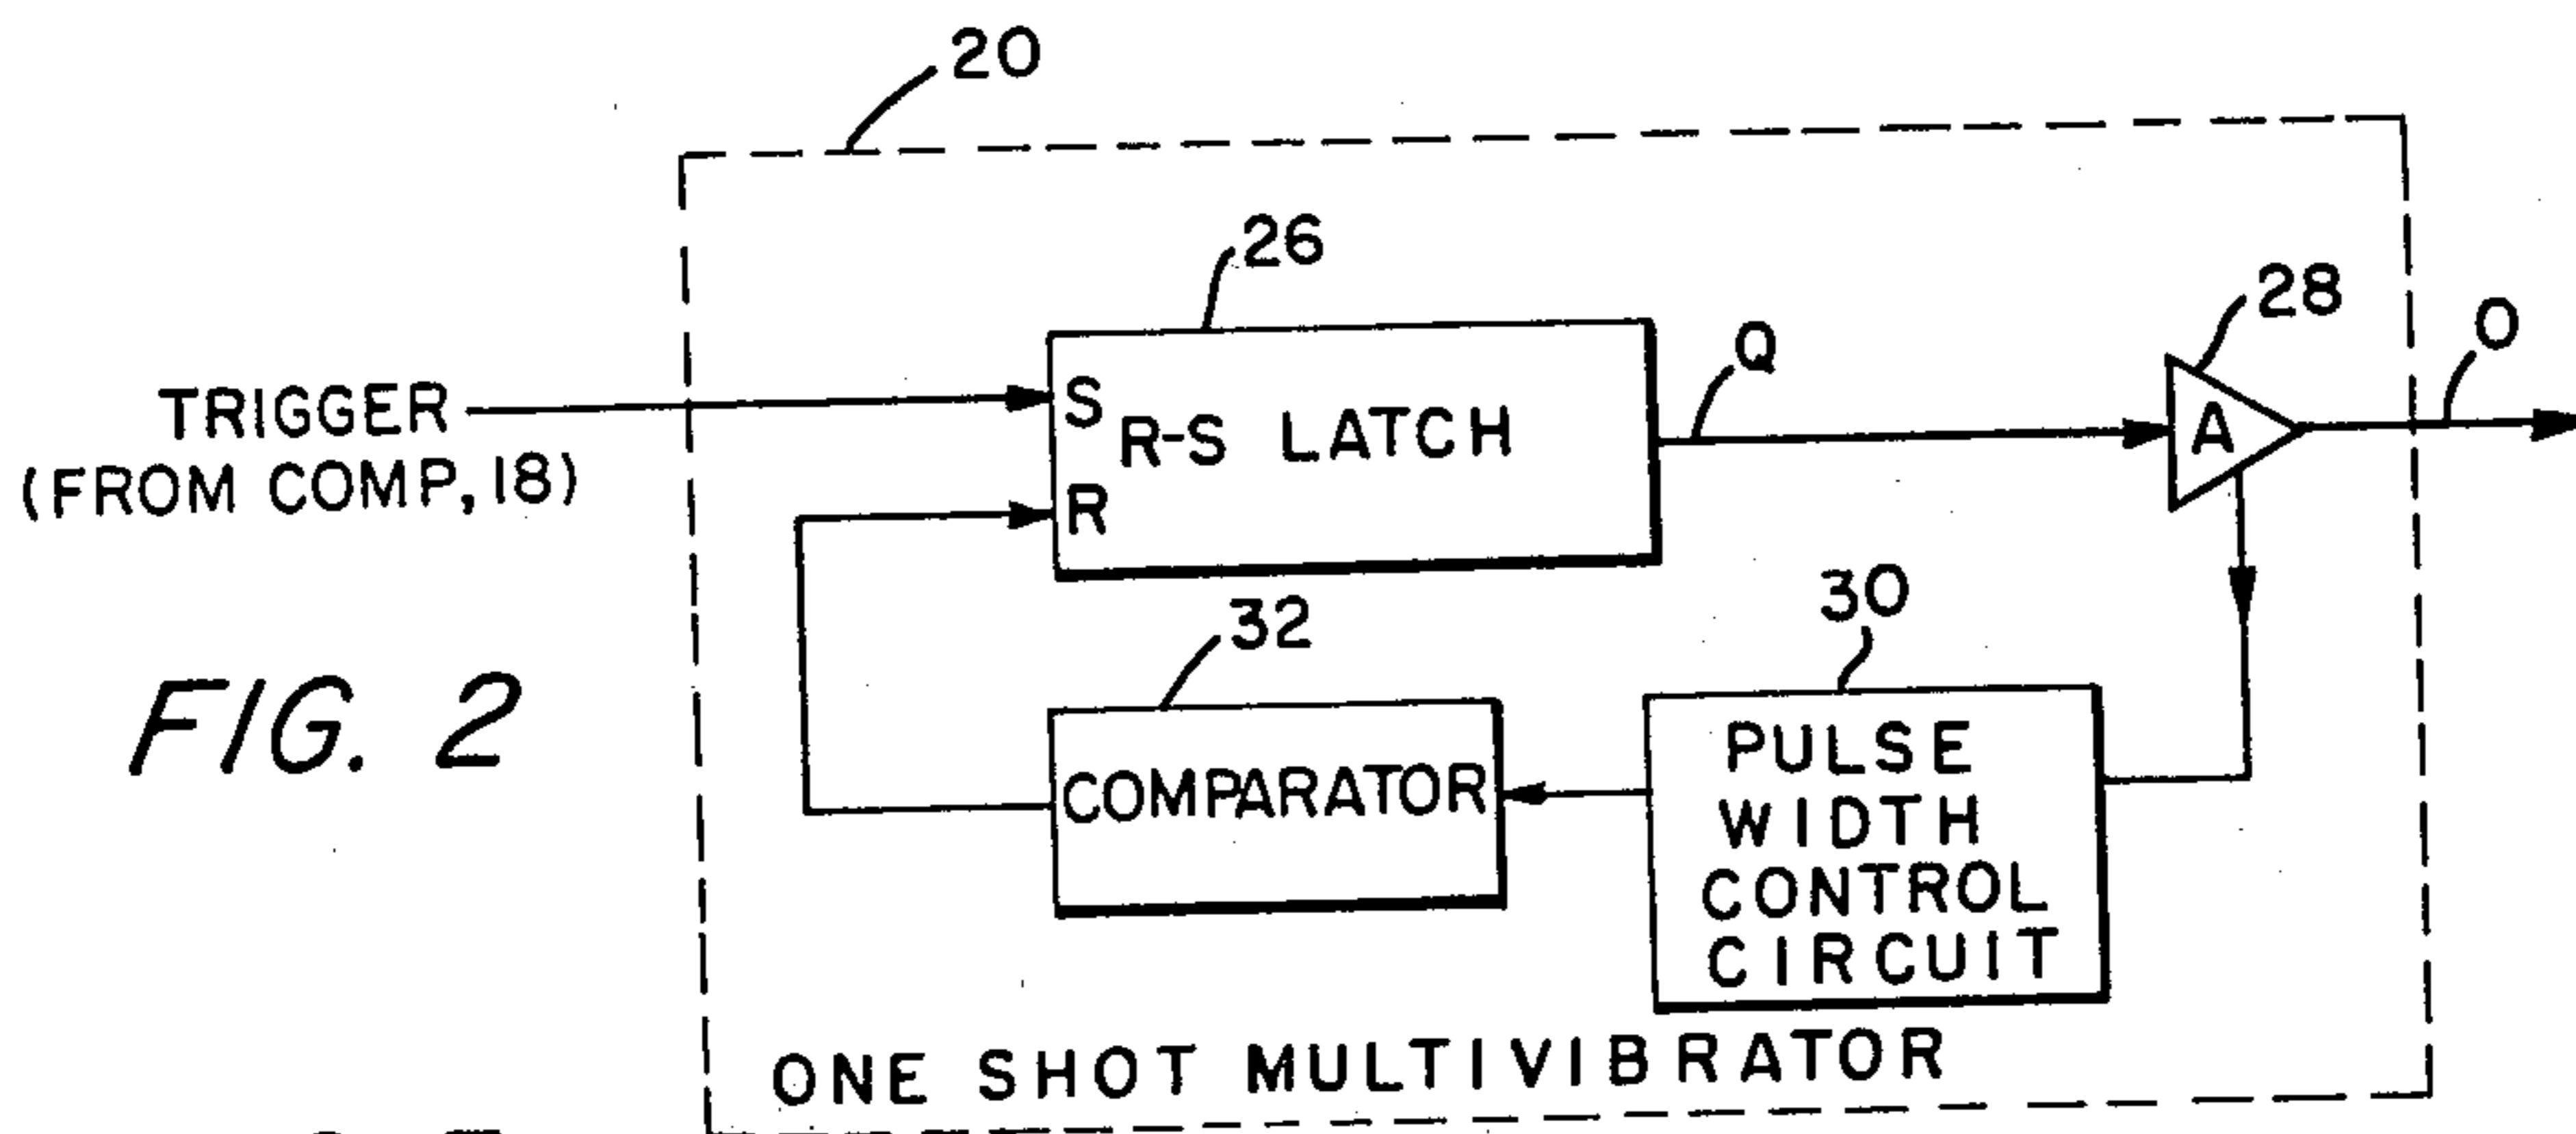 20
26
28
O
Q
TRIGGER
(FROM COMP, 18)
S
R-S LATCH
R
A
32
30
FIG. 2
COMPARATOR
PULSE
WIDTH
CONTROL
CIRCUIT
ONE SHOT MULTIVIBRATOR